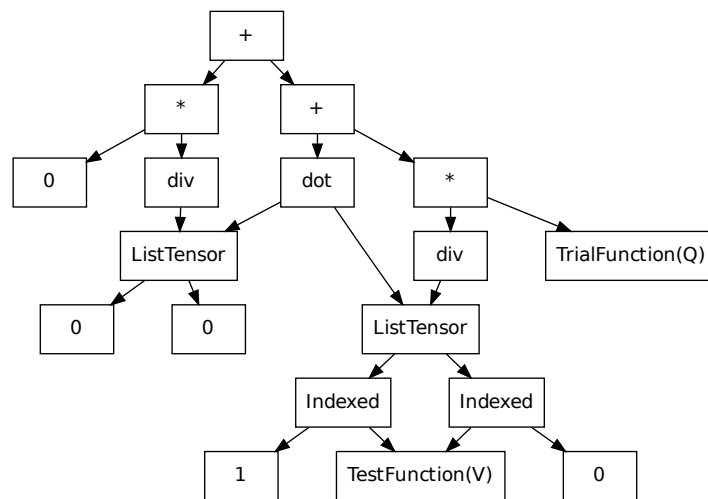 +
* +
0 div dot *
ListTensor div TrialFunction(Q)
0 0 ListTensor
Indexed Indexed
1 TestFunction(V) 0